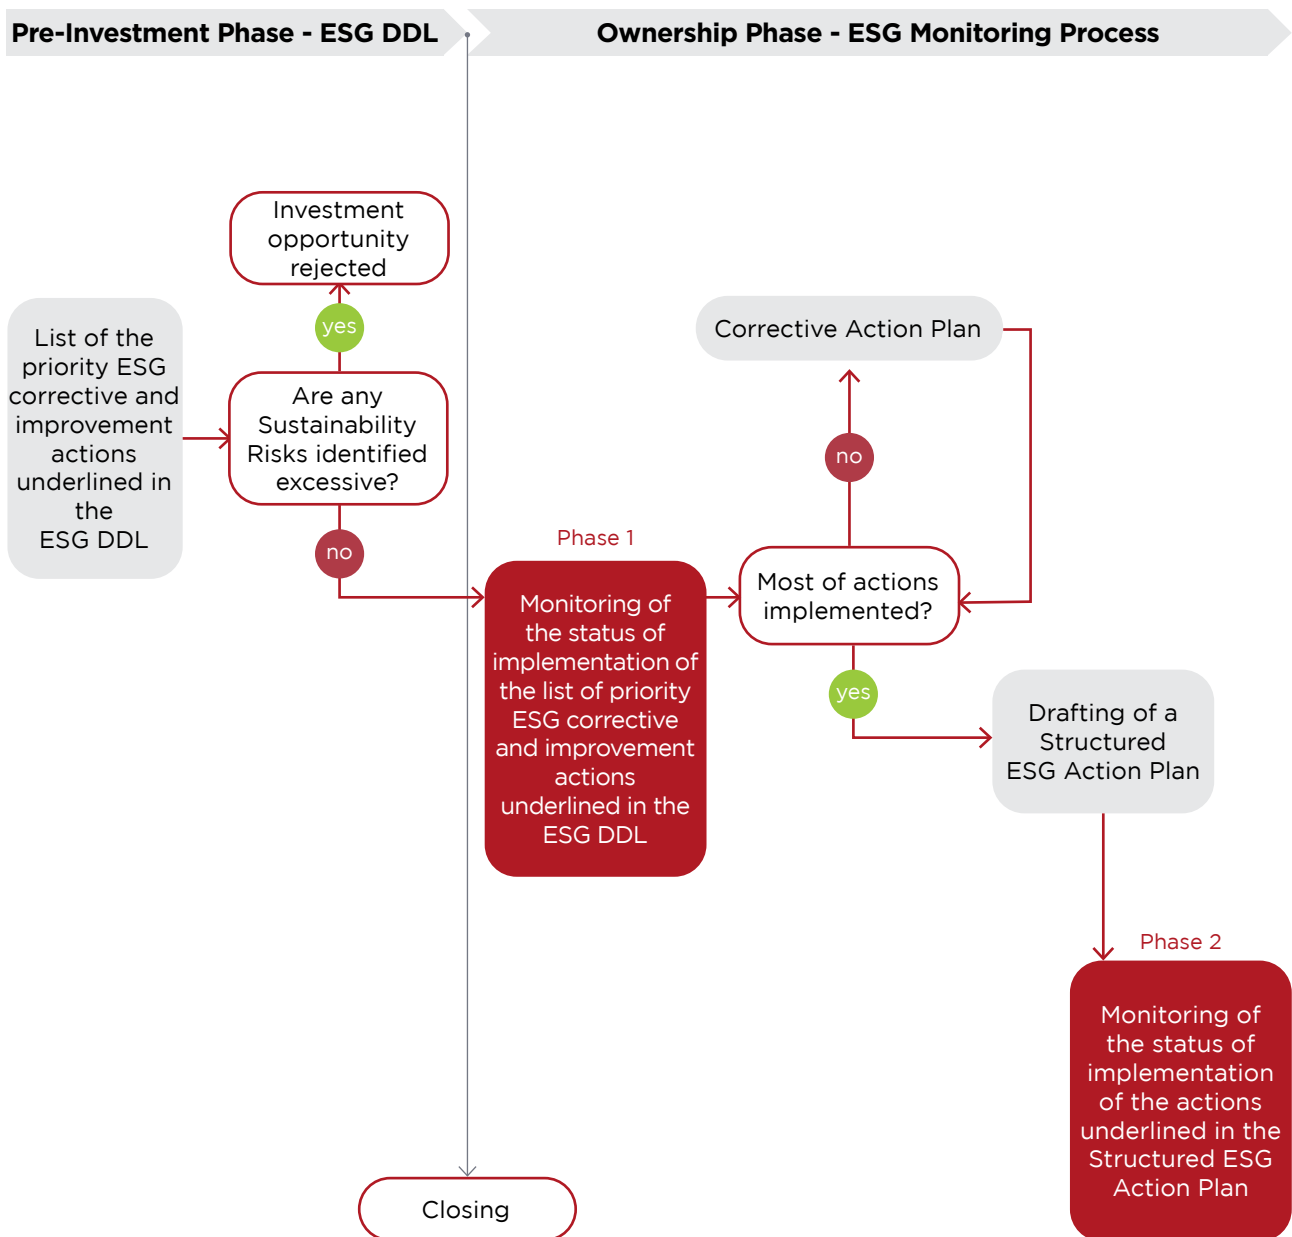 Pre-Investment Phase - ESG DDL
Ownership Phase - ESG Monitoring Process
Investment
opportunity
rejected
yes
List of the
priority ESG
corrective and
improvement
actions
underlined in
the
ESG DDL
Are any
Sustainability
Risks identified
excessive?
no
Corrective Action Plan
no
Phase 1
Monitoring of
the status of
implementation of
the list of priority
ESG corrective
and improvement
actions
underlined in the
ESG DDL
Most of actions
implemented?
yes
Drafting of a
Structured
ESG Action Plan
Phase 2
Monitoring of
the status of
implementation
of the actions
underlined in the
Structured ESG
Action Plan
Closing